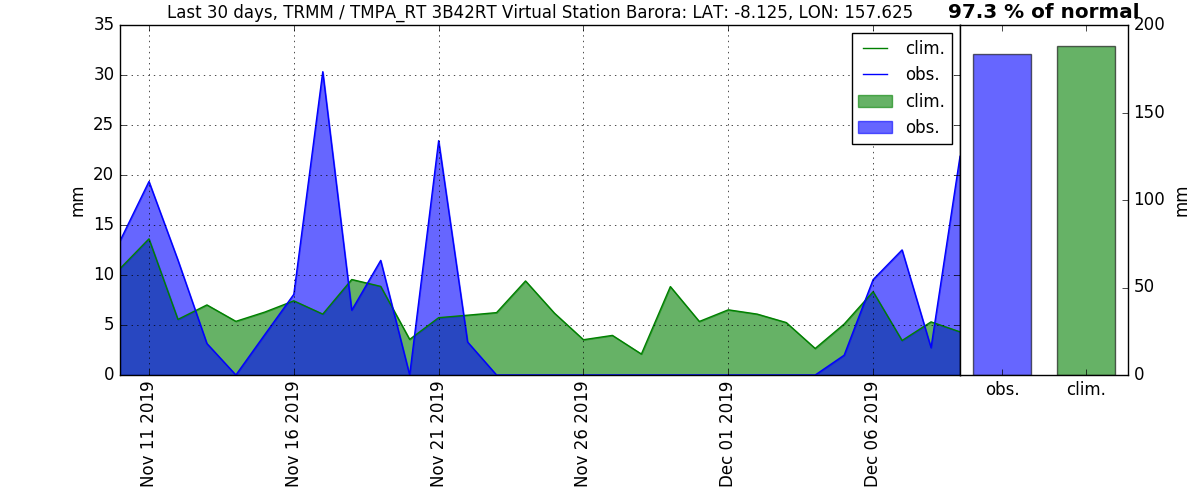 Last 30 days, TRMM / TMPA_RT 3B42RT Virtual Station Barora: LAT: -8.125, LON: 157.625
97.3 % of normal
35
30
25
20
15
10
5
0
mm
clim.
obs.
clim.
obs.
200
150
100
50
0
mm
obs.
clim.
Nov 11 2019
Nov 16 2019
Nov 21 2019
Nov 26 2019
Dec 01 2019
Dec 06 2019